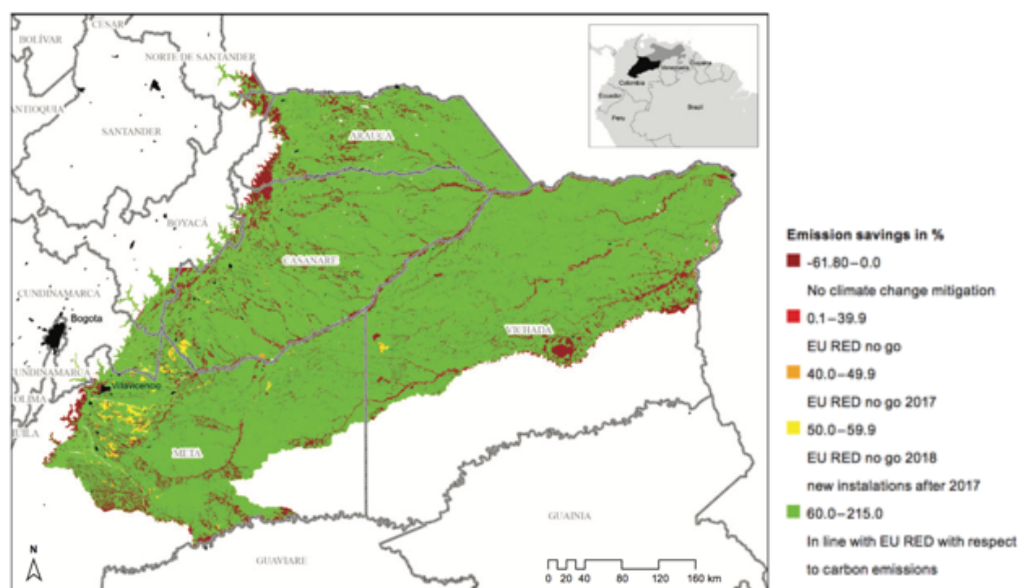 CESAR
BOLÍVAR
NORTE DE SANTANDER
ANTIOQUIA
SANTANDER
ARAUCA
BOYACÁ
CASANARE
CUNDINAMARCA
Bogota
VICHADA
CUNDINAMARCA
Villavicencio
OLIMA
UILA
META
GUAINIA
GUAVIARE
N
0 20 40 80 120 160 km
Venezuela
Guyana
Colombia
Ecuador
Peru
Brazil
Emission savings in %
-61.80–0.0
No climate change mitigation
0.1–39.9
EU RED no go
40.0–49.9
EU RED no go 2017
50.0–59.9
EU RED no go 2018
new instalations after 2017
60.0–215.0
In line with EU RED with respect
to carbon emissions